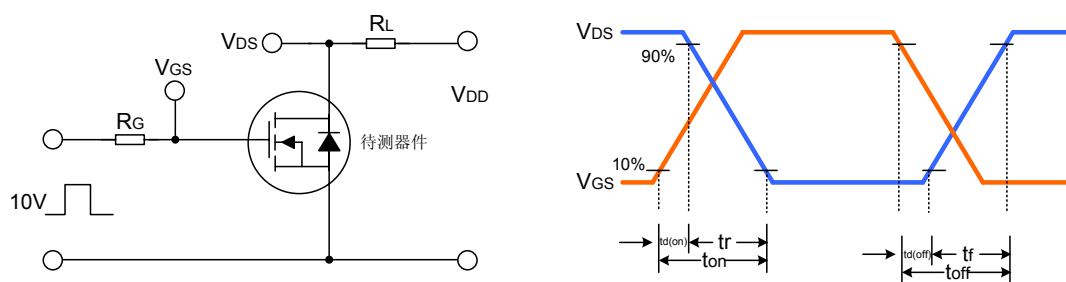 RL
VDS
VGS
VDD
RG
待测器件
10V
VDS
90%
10%
VGS
td(on)
tr
ton
td(off)
tf
toff